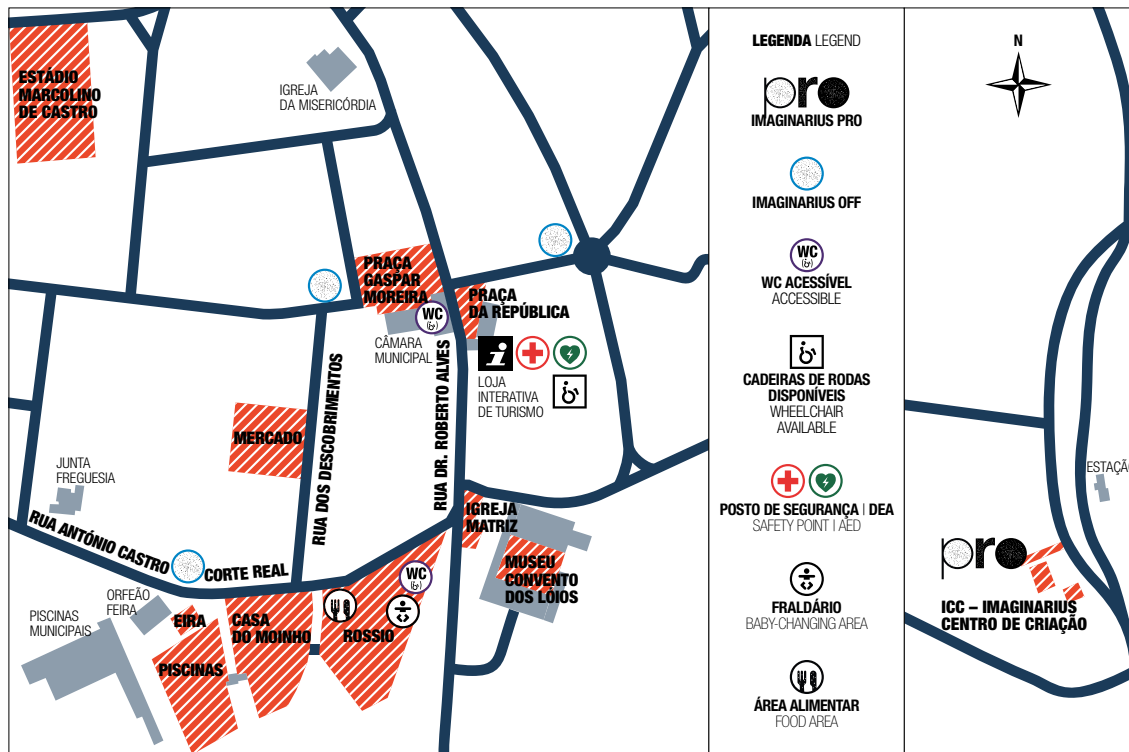 ESTÁDIO
MARCOLINO
DE CASTRO
IGREJA
DA MISERICÓRDIA
PRAÇA
GASPAR
MOREIRA
PRAÇA
DA REPÚBLICA
WC
CÂMARA
MUNICIPAL
i
LOJA
INTERATIVA
DE TURISMO
RUA DOS DESCOBRIMENTOS
RUA DR. ROBERTO ALVES
MERCADO
JUNTA
FREGUESIA
RUA ANTÓNIO CASTRO
CORTE REAL
IGREJA
MATRIZ
MUSEU
CONVENTO
DOS LÓIOS
WC
ORFEÃO
FEIRA
PISCINAS
MUNICIPAIS
EIRA
CASA
DO MOINHO
ROSSIO
PISCINAS
LEGENDA LEGEND
pro
IMAGINARIUS PRO
IMAGINARIUS OFF
WC
WC ACESSÍVEL
ACCESSIBLE
CADEIRAS DE RODAS
DISPONÍVEIS
WHEELCHAIR
AVAILABLE
POSTO DE SEGURANÇA | DEA
SAFETY POINT | AED
FRALDÁRIO
BABY-CHANGING AREA
ÁREA ALIMENTAR
FOOD AREA
N
ESTAÇÃO
pro
ICC – IMAGINARIUS
CENTRO DE CRIAÇÃO